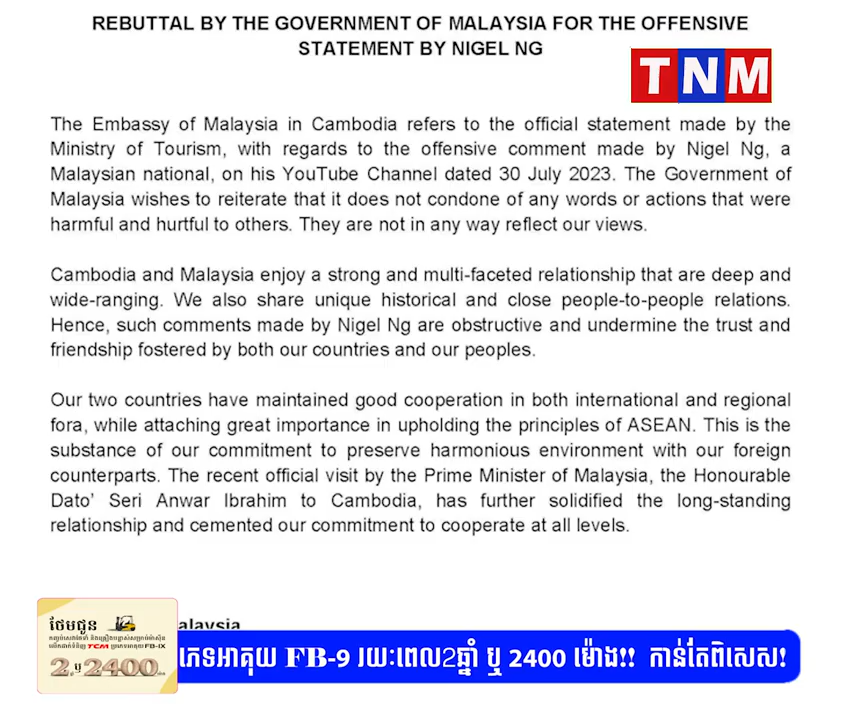 REBUTTAL BY THE GOVERNMENT OF MALAYSIA FOR THE OFFENSIVE
STATEMENT BY NIGEL NG
TNM
The Embassy of Malaysia in Cambodia refers to the official statement made by the
Ministry of Tourism, with regards to the offensive comment made by Nigel Ng, a
Malaysian national, on his YouTube Channel dated 30 July 2023. The Government of
Malaysia wishes to reiterate that it does not condone of any words or actions that were
harmful and hurtful to others. They are not in any way reflect our views.
Cambodia and Malaysia enjoy a strong and multi-faceted relationship that are deep and
wide-ranging. We also share unique historical and close people-to-people relations.
Hence, such comments made by Nigel Ng are obstructive and undermine the trust and
friendship fostered by both our countries and our peoples.
Our two countries have maintained good cooperation in both international and regional
fora, while attaching great importance in upholding the principles of ASEAN. This is the
substance of our commitment to preserve harmonious environment with our foreign
counterparts. The recent official visit by the Prime Minister of Malaysia, the Honourable
Dato' Seri Anwar Ibrahim to Cambodia, has further solidified the long-standing
relationship and cemented our commitment to cooperate at all levels.
alaysia
ថែមជូន
TCM FB-IX
2ឆ្នាំ ឬ 2400
ភេទអាគុយ FB-9 រយៈពេល2ឆ្នាំ ឬ 2400 ម៉ោង!! កាន់តែពិសេស!